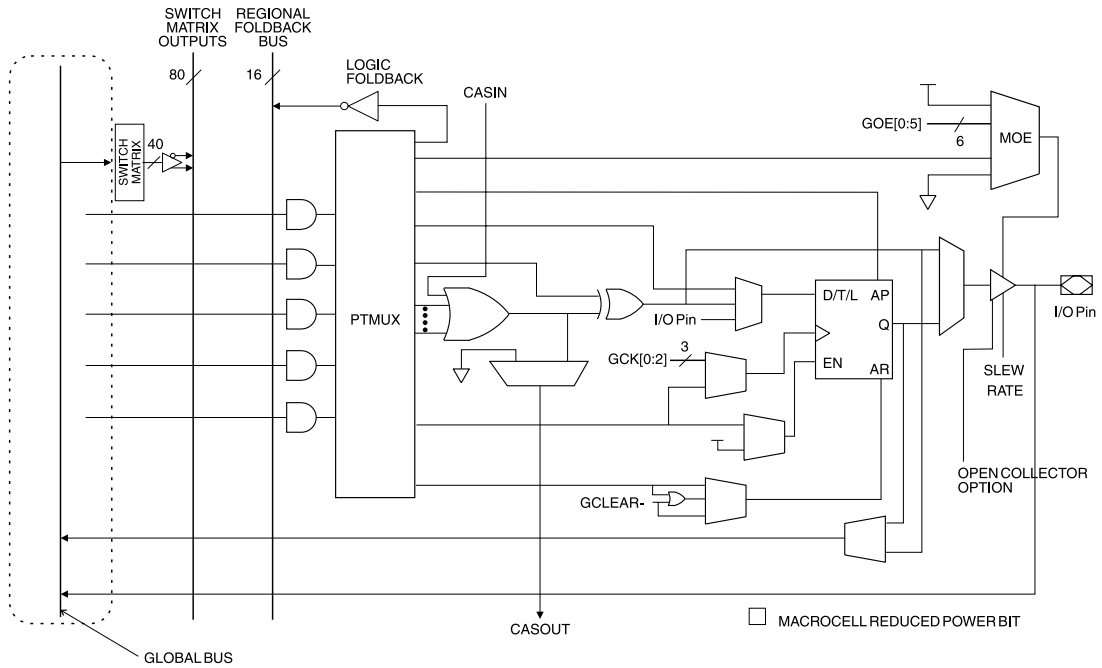 SWITCH
MATRIX
OUTPUTS
REGIONAL
FOLDBACK
BUS
80
16
LOGIC
FOLDBACK
CASIN
GOE[0:5]
6
MOE
SWITCH
MATRIX
40
PTMUX
D/T/L
AP
Q
EN
AR
I/O Pin
I/O Pin
GCK[0:2]
3
SLEW
RATE
OPEN COLLECTOR
OPTION
GCLEAR-
CASOUT
MACROCELL REDUCED POWER BIT
GLOBAL BUS